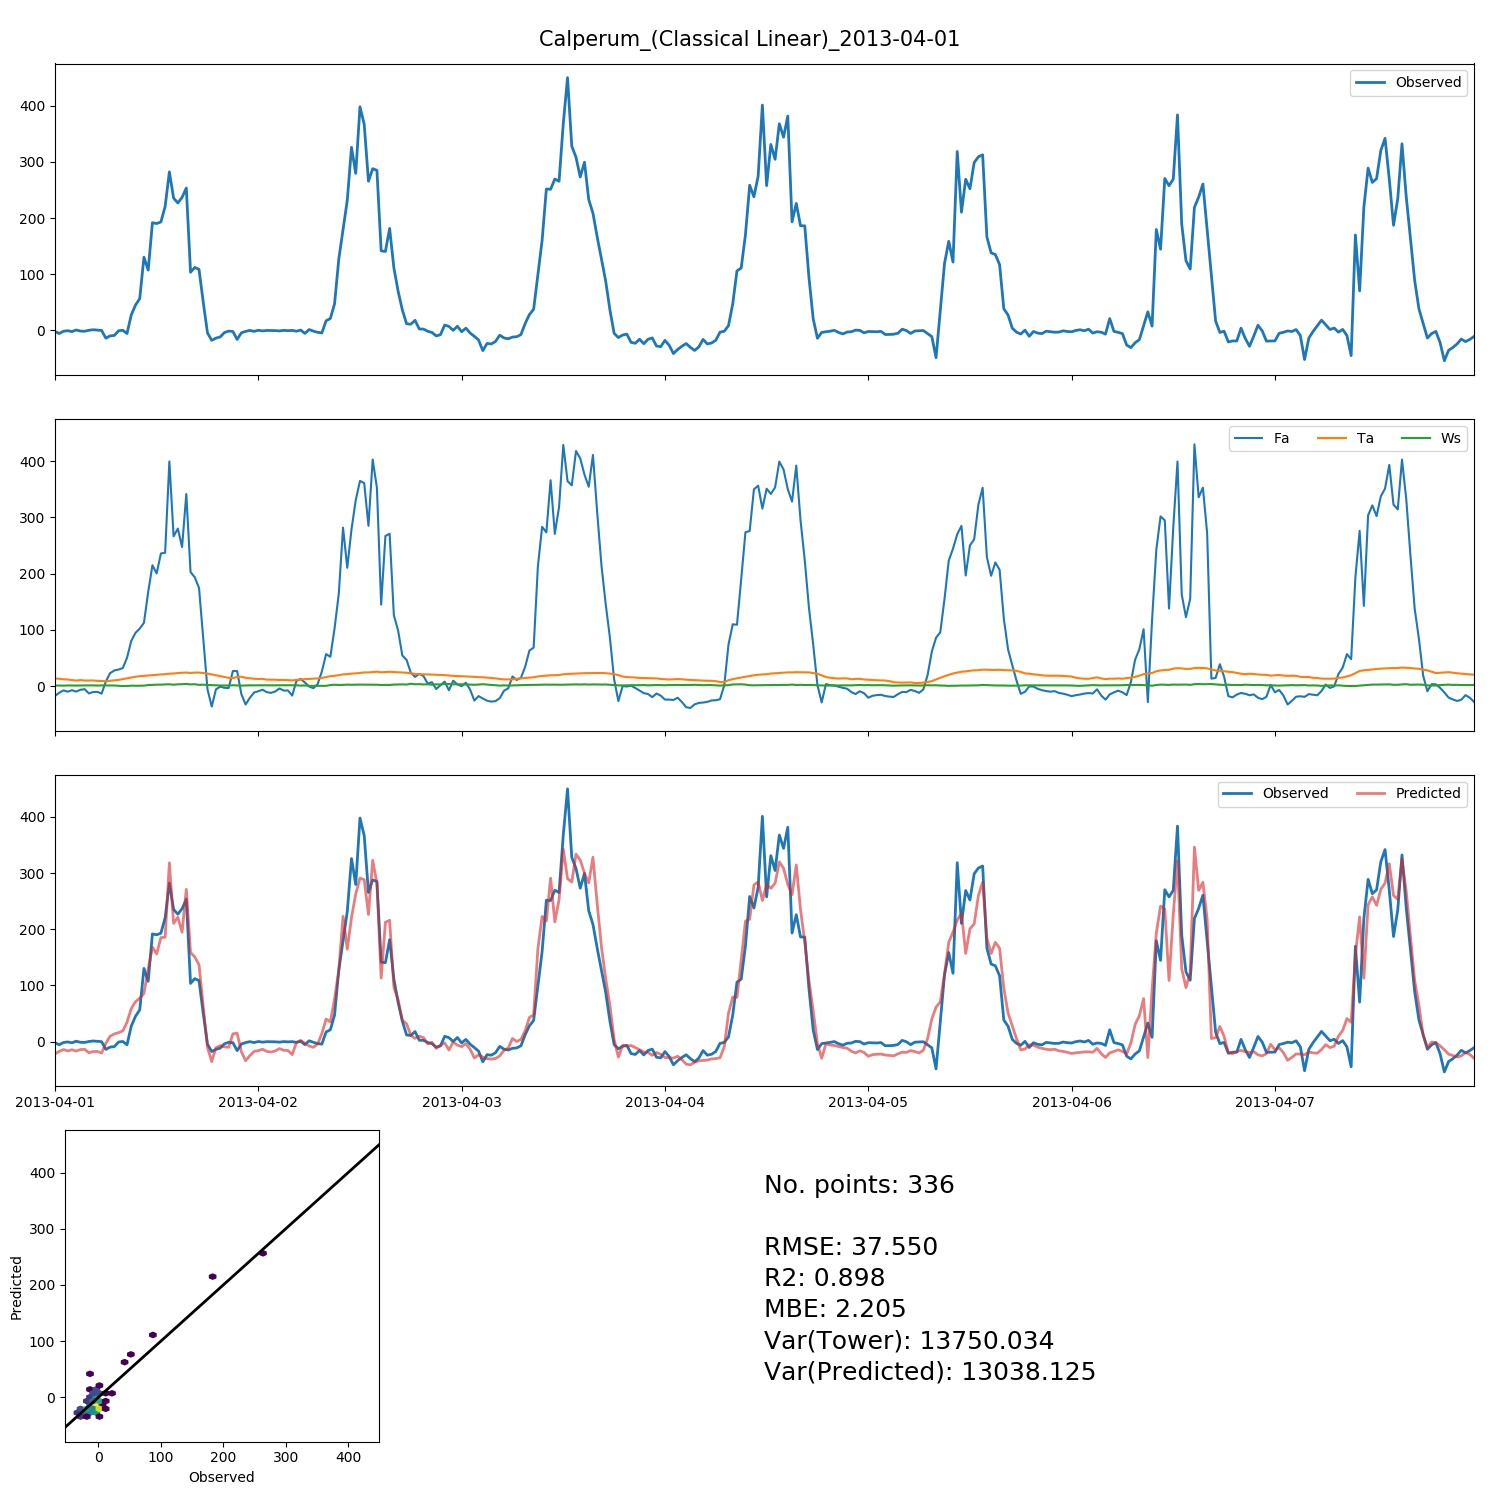 Calperum_(Classical Linear)_2013-04-01
Observed
400
300
200
100
0
Fa Ta Ws
400
300
200
100
0
Observed Predicted
400
300
200
100
0
2013-04-01 2013-04-02 2013-04-03 2013-04-04 2013-04-05 2013-04-06 2013-04-07
Predicted
400
300
200
100
0
0 100 200 300 400
Observed
No. points: 336
RMSE: 37.550
R2: 0.898
MBE: 2.205
Var(Tower): 13750.034
Var(Predicted): 13038.125